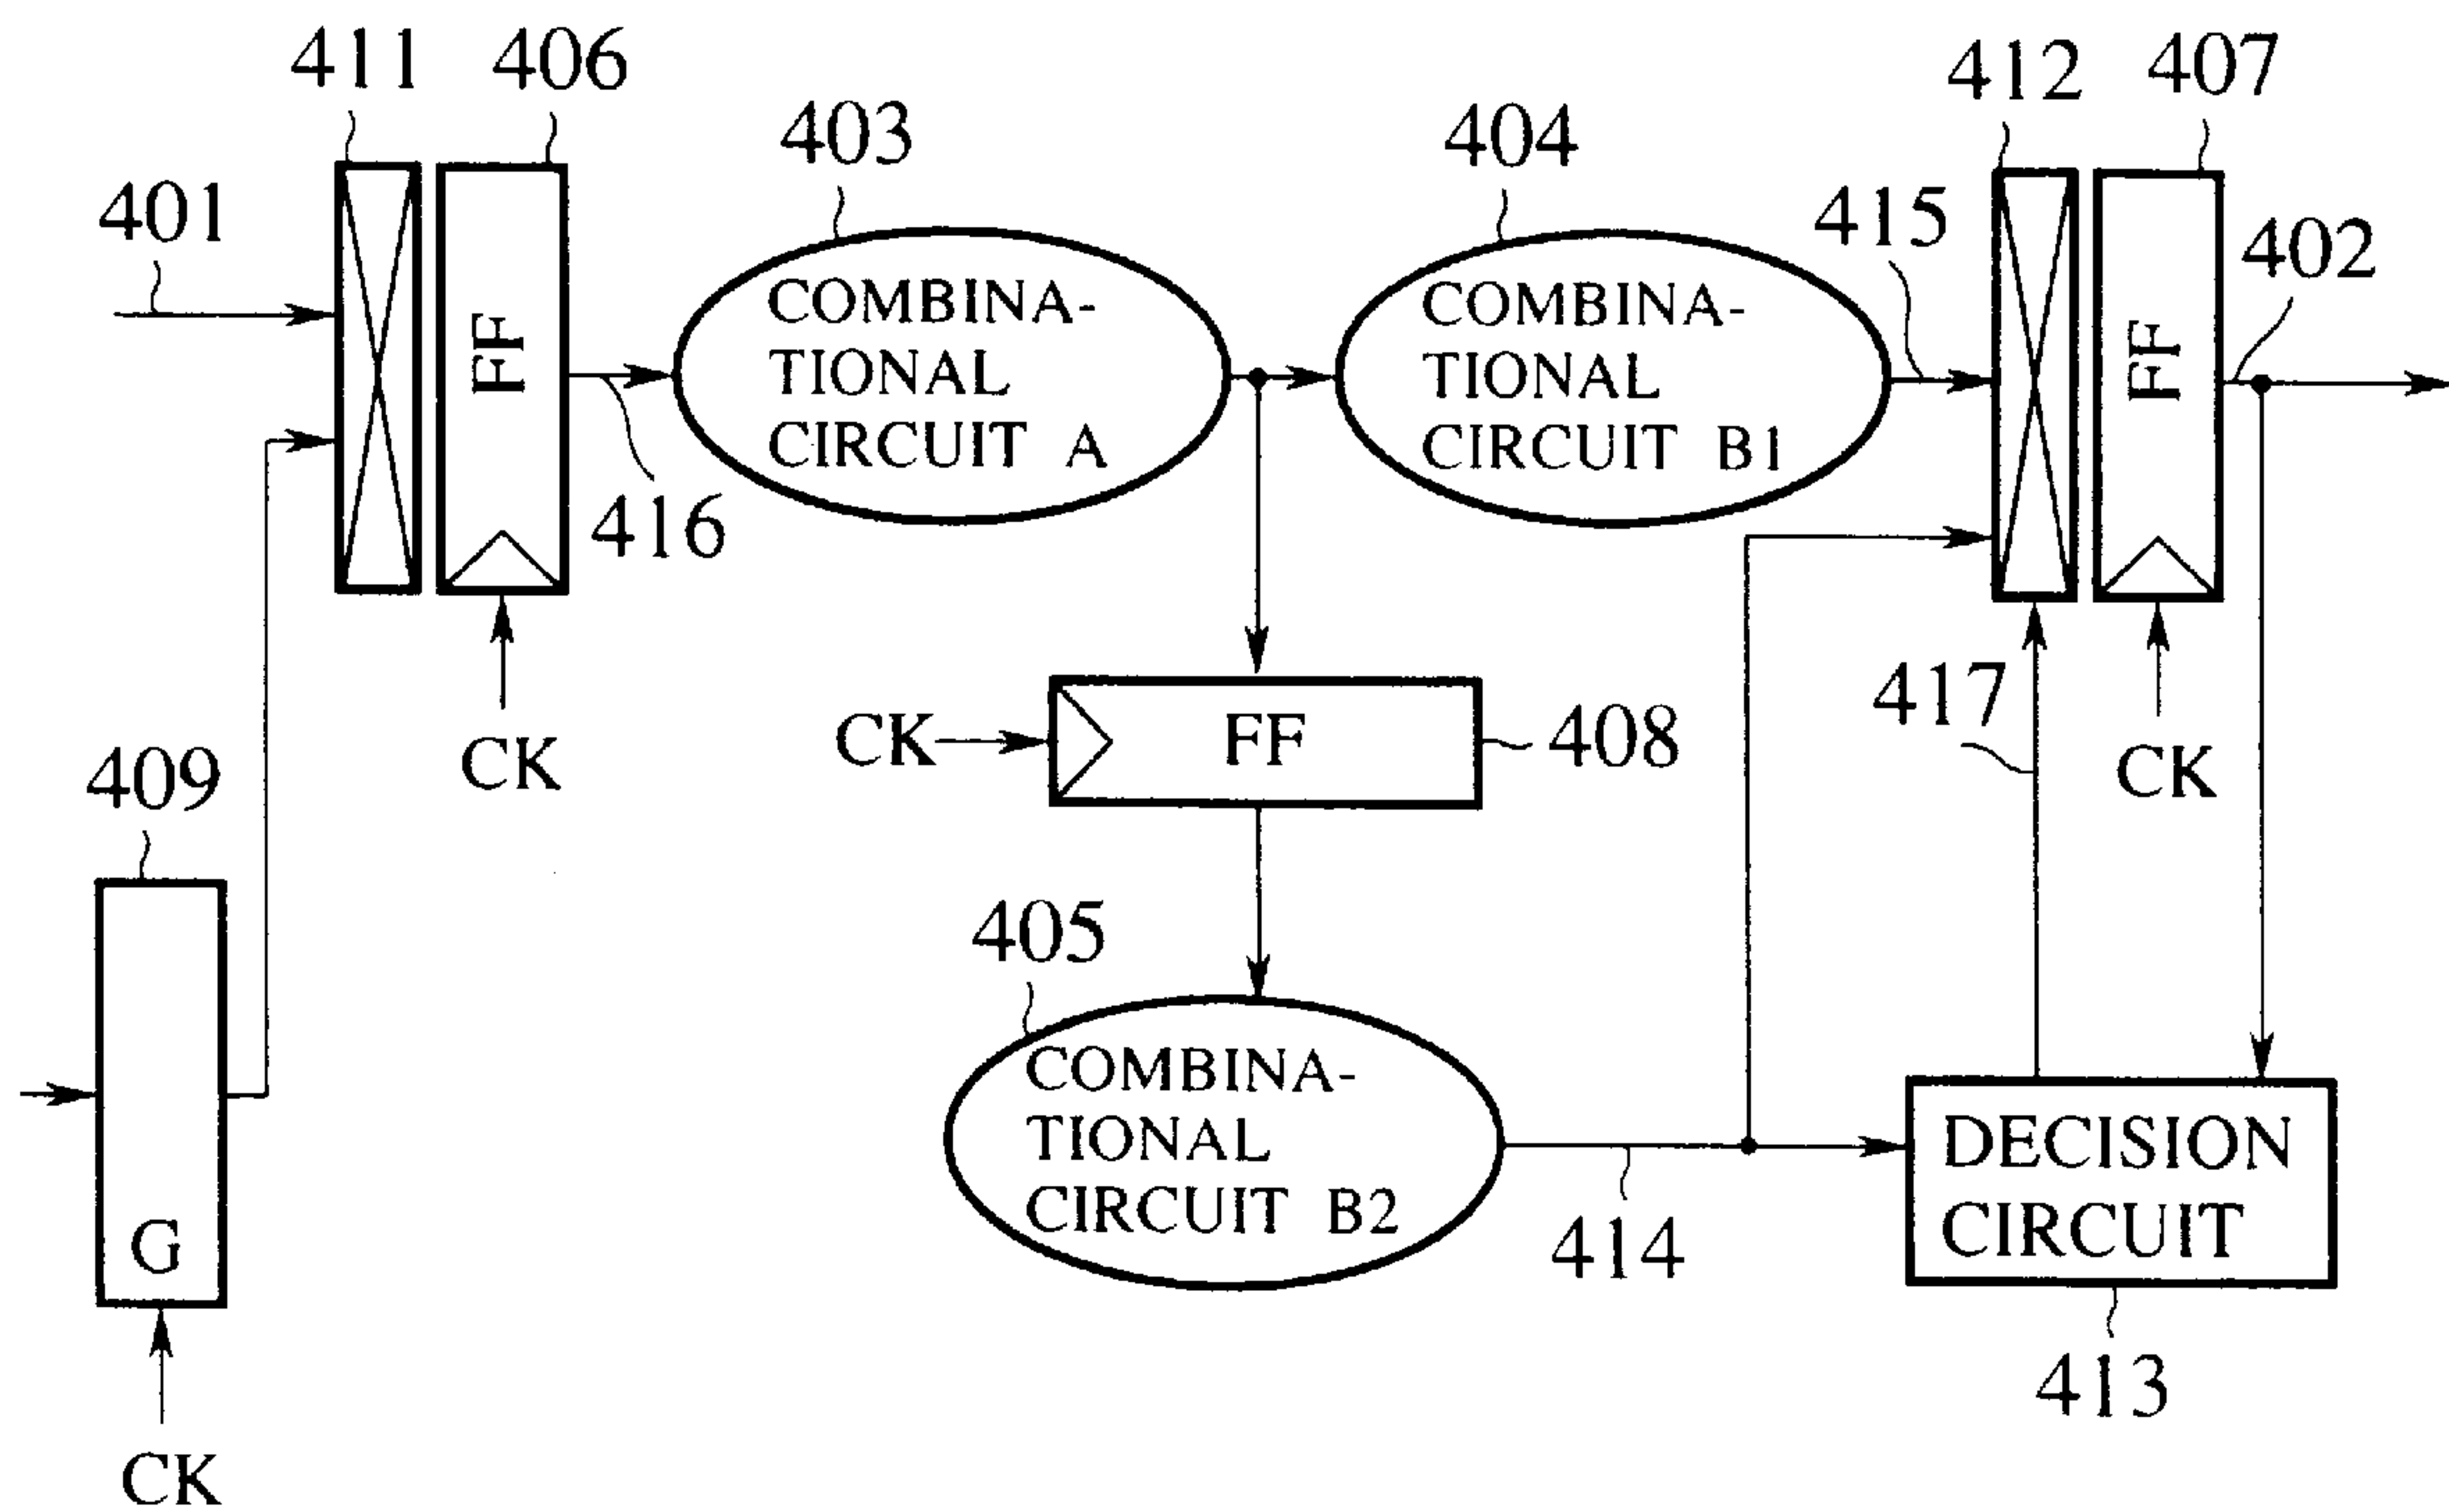 411
406
412
407
403
404
401
415
402
COMBINA-
TIONAL
CIRCUIT A
COMBINA-
TIONAL
CIRCUIT B1
FF
FF
416
417
CK
CK
FF
408
CK
409
405
COMBINA-
TIONAL
CIRCUIT B2
DECISION
CIRCUIT
G
414
413
CK